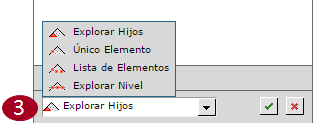 Explorar Hijos
Único Elemento
Lista de Elementos
Explorar Nivel
3 Explorar Hijos